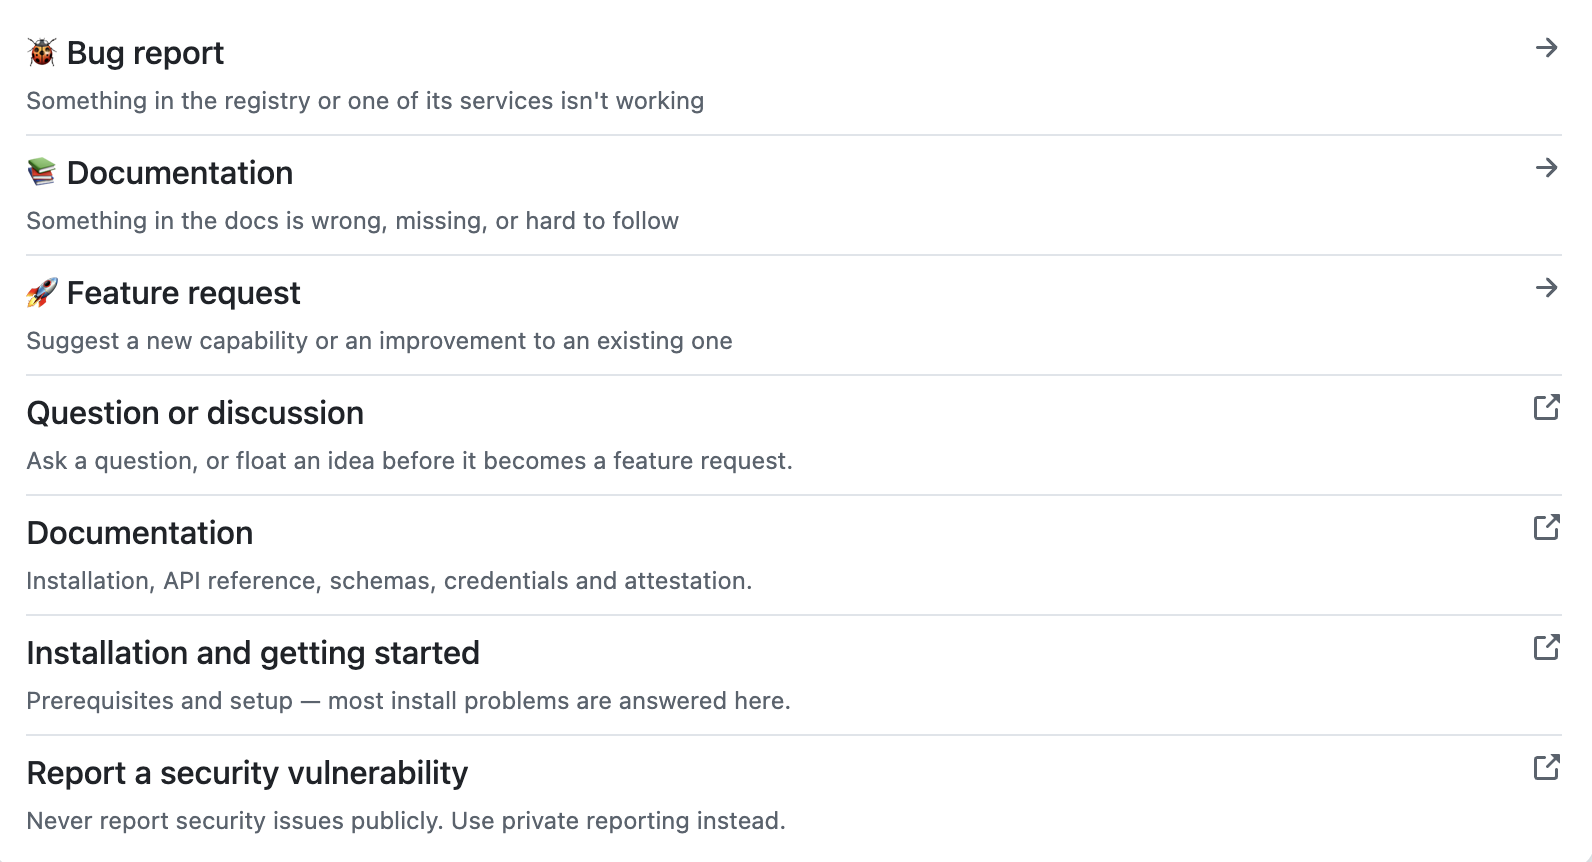 🐞 Bug report
Something in the registry or one of its services isn't working
📚 Documentation
Something in the docs is wrong, missing, or hard to follow
🚀 Feature request
Suggest a new capability or an improvement to an existing one
Question or discussion
Ask a question, or float an idea before it becomes a feature request.
Documentation
Installation, API reference, schemas, credentials and attestation.
Installation and getting started
Prerequisites and setup — most install problems are answered here.
Report a security vulnerability
Never report security issues publicly. Use private reporting instead.